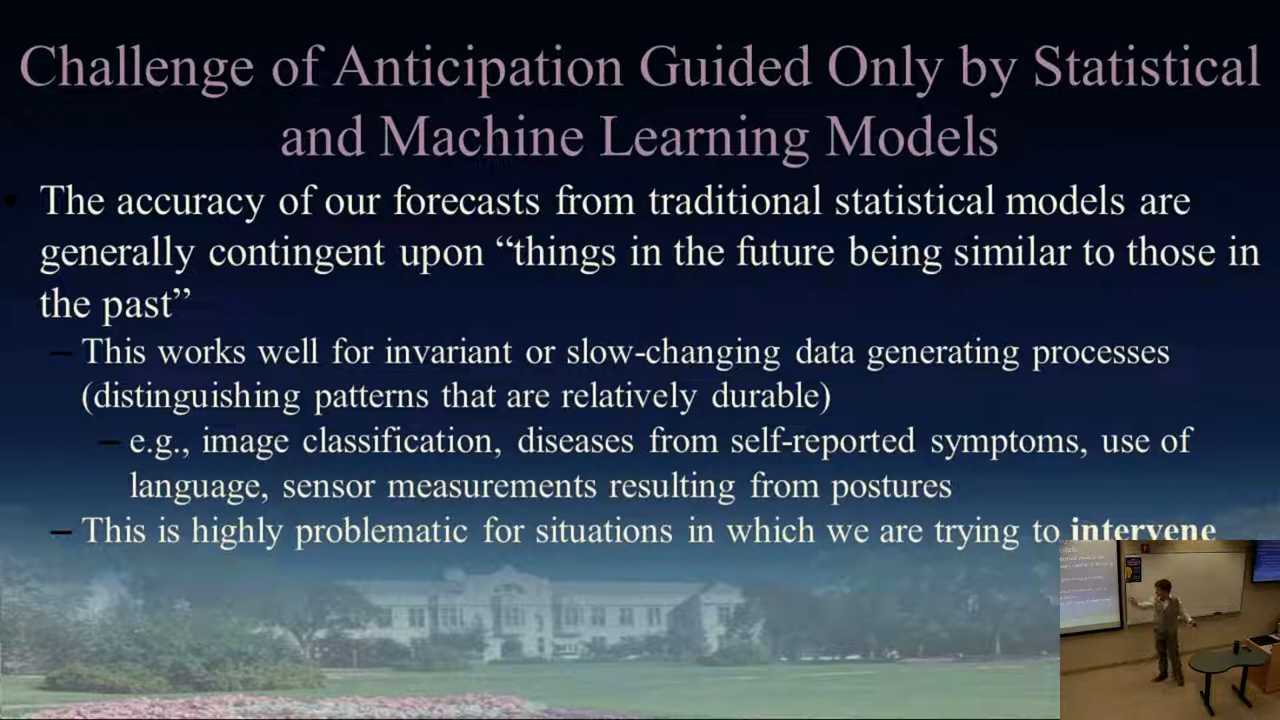 Challenge of Anticipation Guided Only by Statistical
and Machine Learning Models
• The accuracy of our forecasts from traditional statistical models are
generally contingent upon “things in the future being similar to those in
the past”
– This works well for invariant or slow-changing data generating processes
(distinguishing patterns that are relatively durable)
– e.g., image classification, diseases from self-reported symptoms, use of
language, sensor measurements resulting from postures
– This is highly problematic for situations in which we are trying to intervene